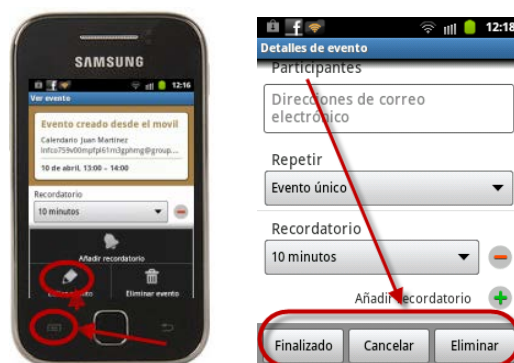 SAMSUNG
12:16
Ver evento
Evento creado desde el movil
Calendario Juan Martinez
10 de abril, 13:00 - 14:00
Recordatorio
10 minutos
Añadir recordatorio
Eliminar evento
12:18
Detalles de evento
Participantes
Direcciones de correo
electrónico
Repetir
Evento único
Recordatorio
10 minutos
Añadir recordatorio
Finalizado Cancelar Eliminar